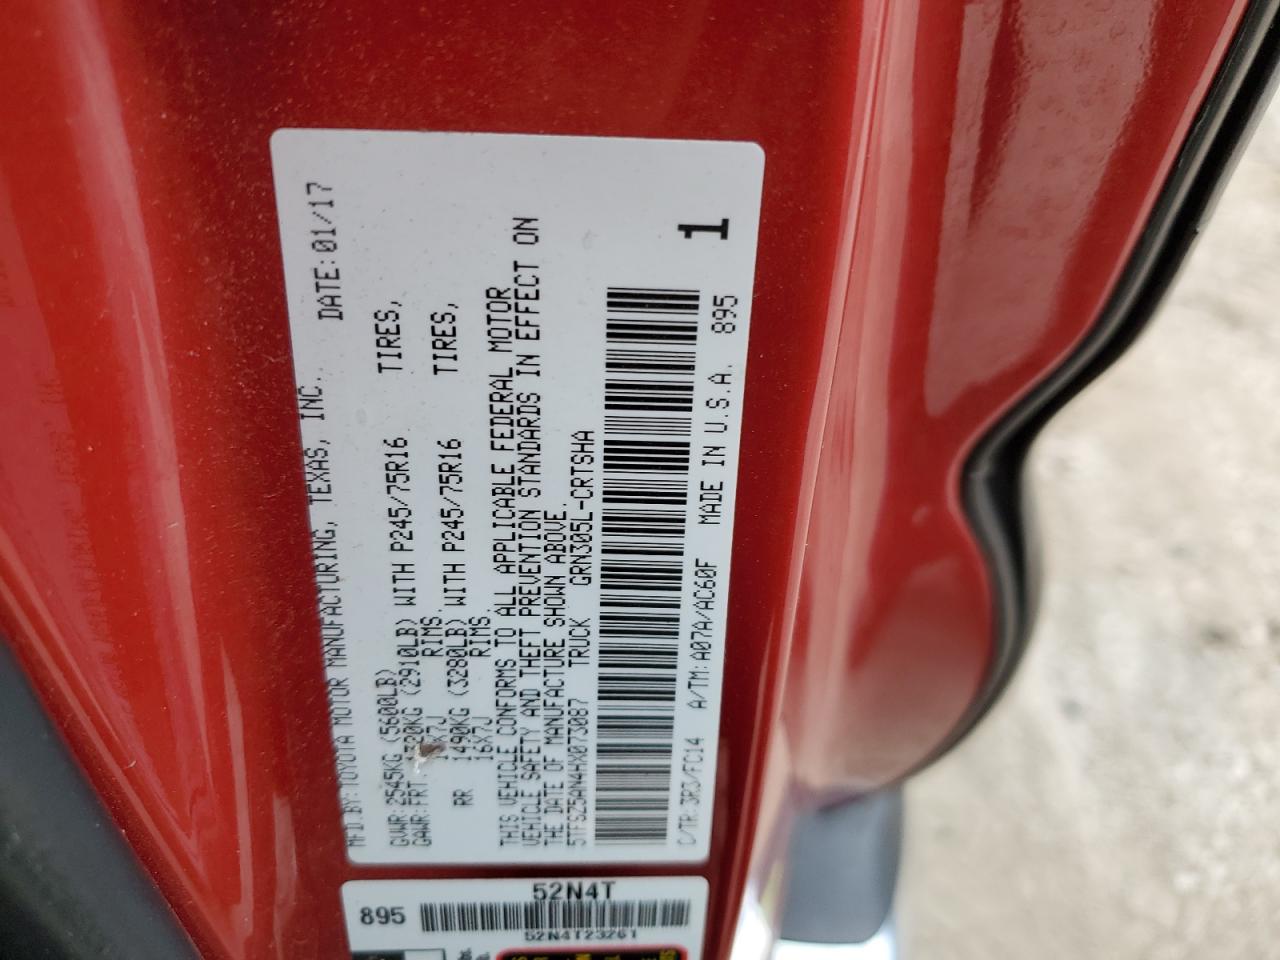 MFD.BY:TOYOTA MOTOR MANUFACTURING, TEXAS, INC. DATE:01/17
GVWR:2545KG (5600LB)
GAWR:FRT. 1320KG (2910LB) WITH P245/75R16 TIRES,
16X7J RIMS
RR 1490KG (3280LB) WITH P245/75R16 TIRES,
16X7J RIMS.
THIS VEHICLE CONFORMS TO ALL APPLICABLE FEDERAL MOTOR
VEHICLE SAFETY AND THEFT PREVENTION STANDARDS IN EFFECT ON
THE DATE OF MANUFACTURE SHOWN ABOVE.
5TFSZ5AN4HX073087 TRUCK GRN305L-CRTSHA
1
C/TR:3R3/FC14 A/TM:A07A/AC60F MADE IN U.S.A. 895
52N4T
895
52N4T23261